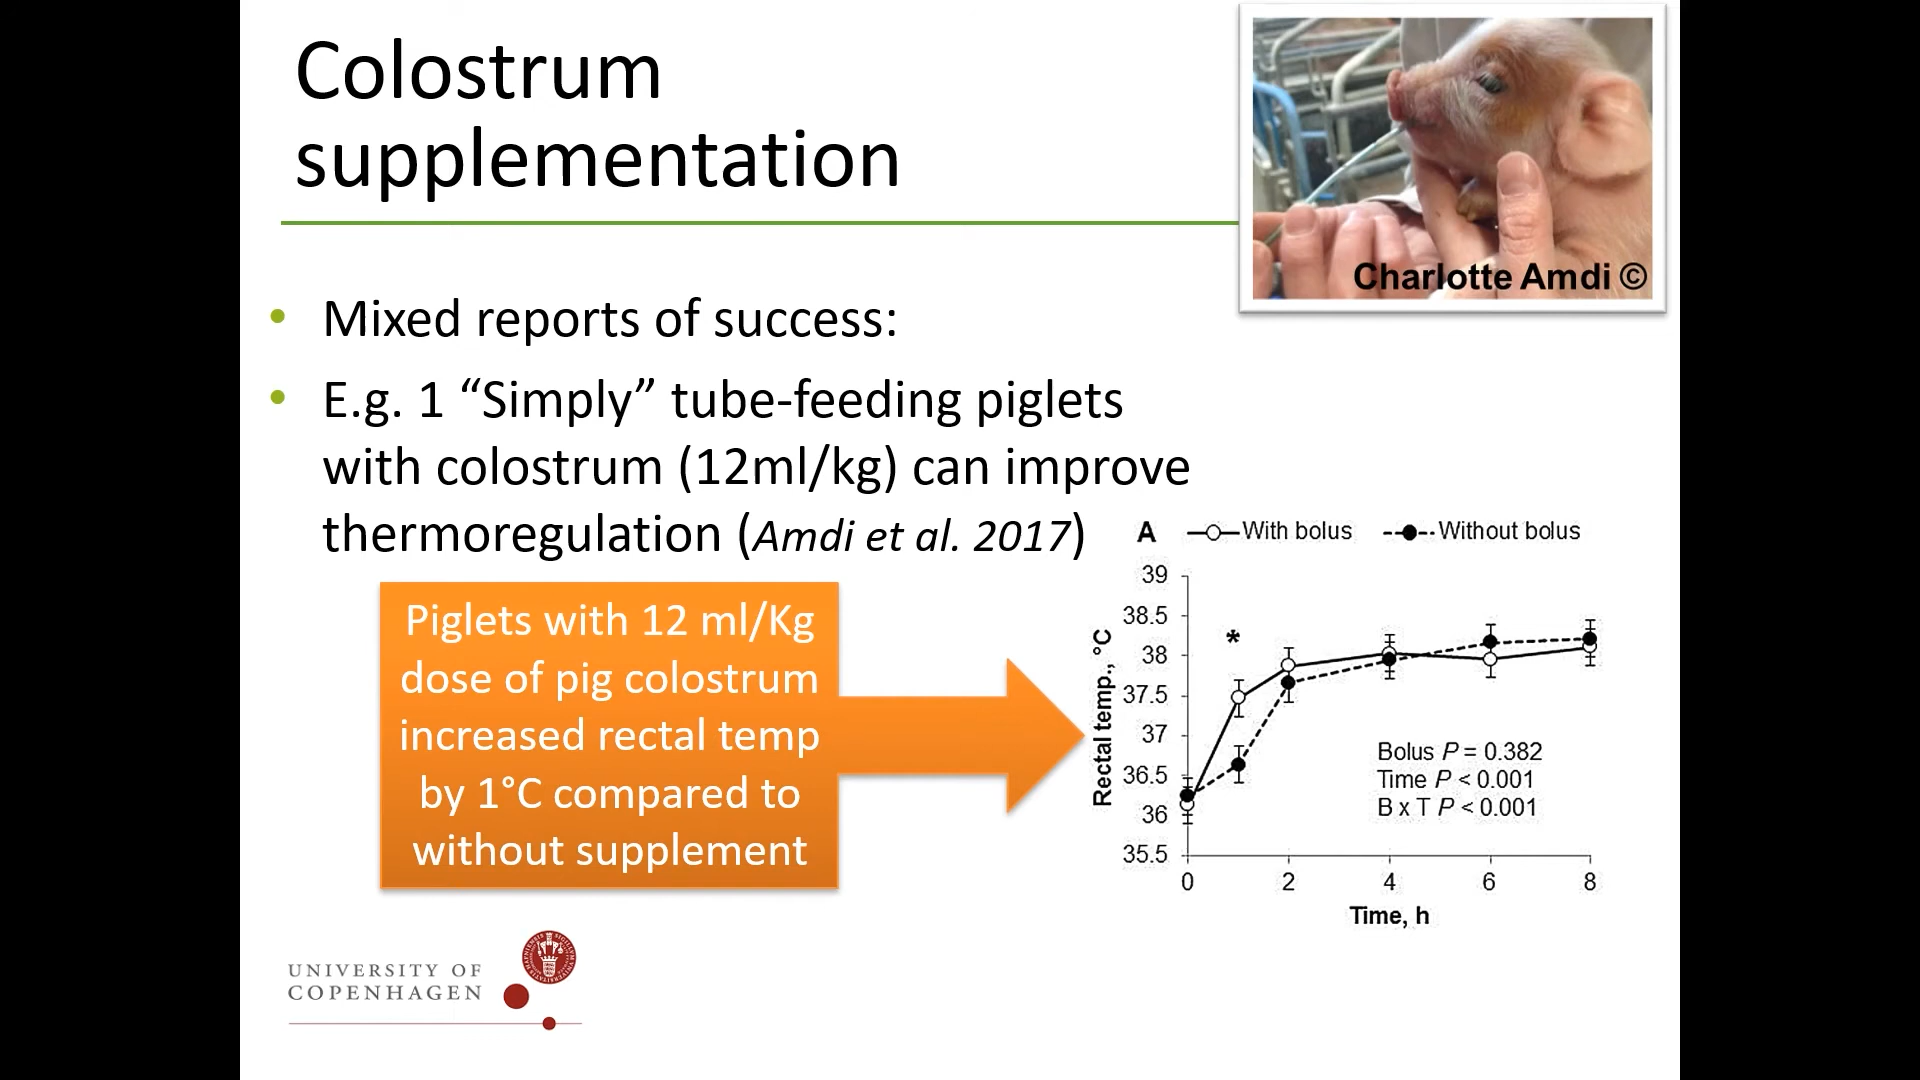 Colostrum
supplementation
Charlotte Amdi ©
• Mixed reports of success:
• E.g. 1 “Simply” tube-feeding piglets
with colostrum (12ml/kg) can improve
thermoregulation (Amdi et al. 2017)
Piglets with 12 ml/Kg
dose of pig colostrum
increased rectal temp
by 1°C compared to
without supplement
A With bolus Without bolus
Rectal temp., °C
39
38.5
38
37.5
37
36.5
36
35.5
*
Bolus P = 0.382
Time P < 0.001
B x T P < 0.001
0 2 4 6 8
Time, h
UNIVERSITY OF
COPENHAGEN